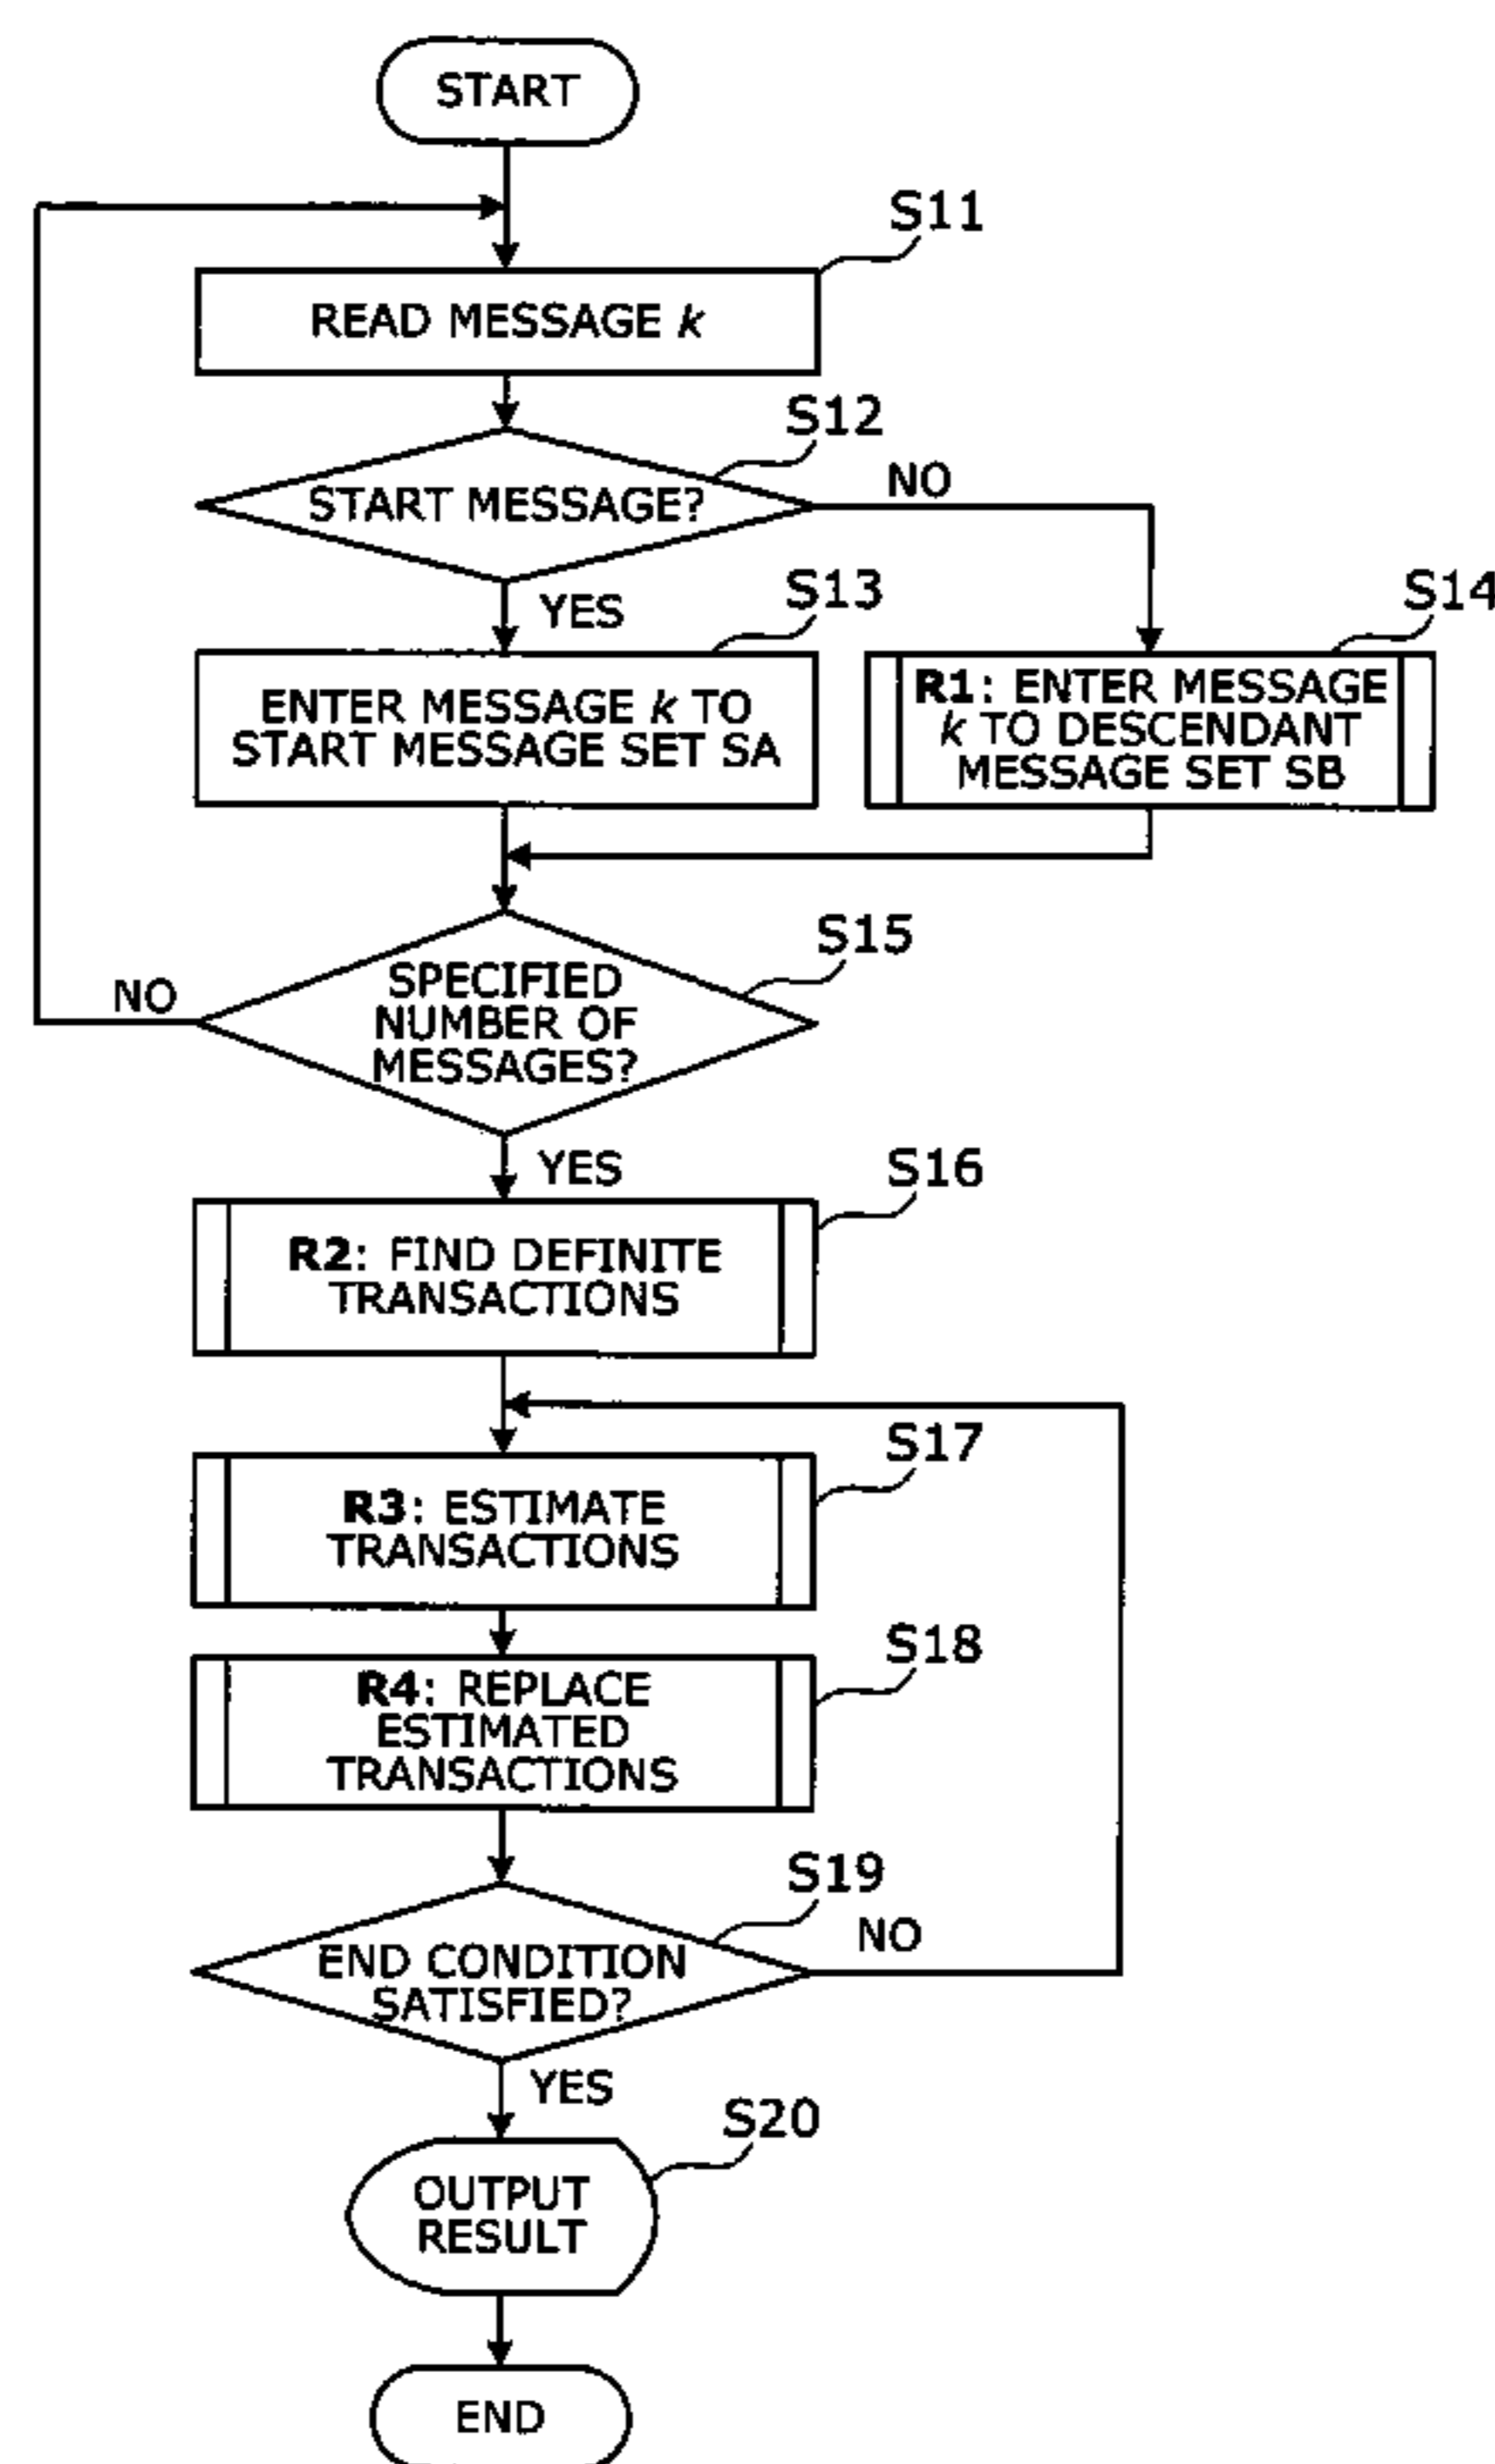 START
S11
READ MESSAGE k
S12
START MESSAGE?
NO
YES
S13
S14
ENTER MESSAGE k TO
START MESSAGE SET SA
R1: ENTER MESSAGE
k TO DESCENDANT
MESSAGE SET SB
S15
SPECIFIED
NUMBER OF
MESSAGES?
NO
YES
S16
R2: FIND DEFINITE
TRANSACTIONS
S17
R3: ESTIMATE
TRANSACTIONS
S18
R4: REPLACE
ESTIMATED
TRANSACTIONS
S19
END CONDITION
SATISFIED?
NO
YES
S20
OUTPUT
RESULT
END